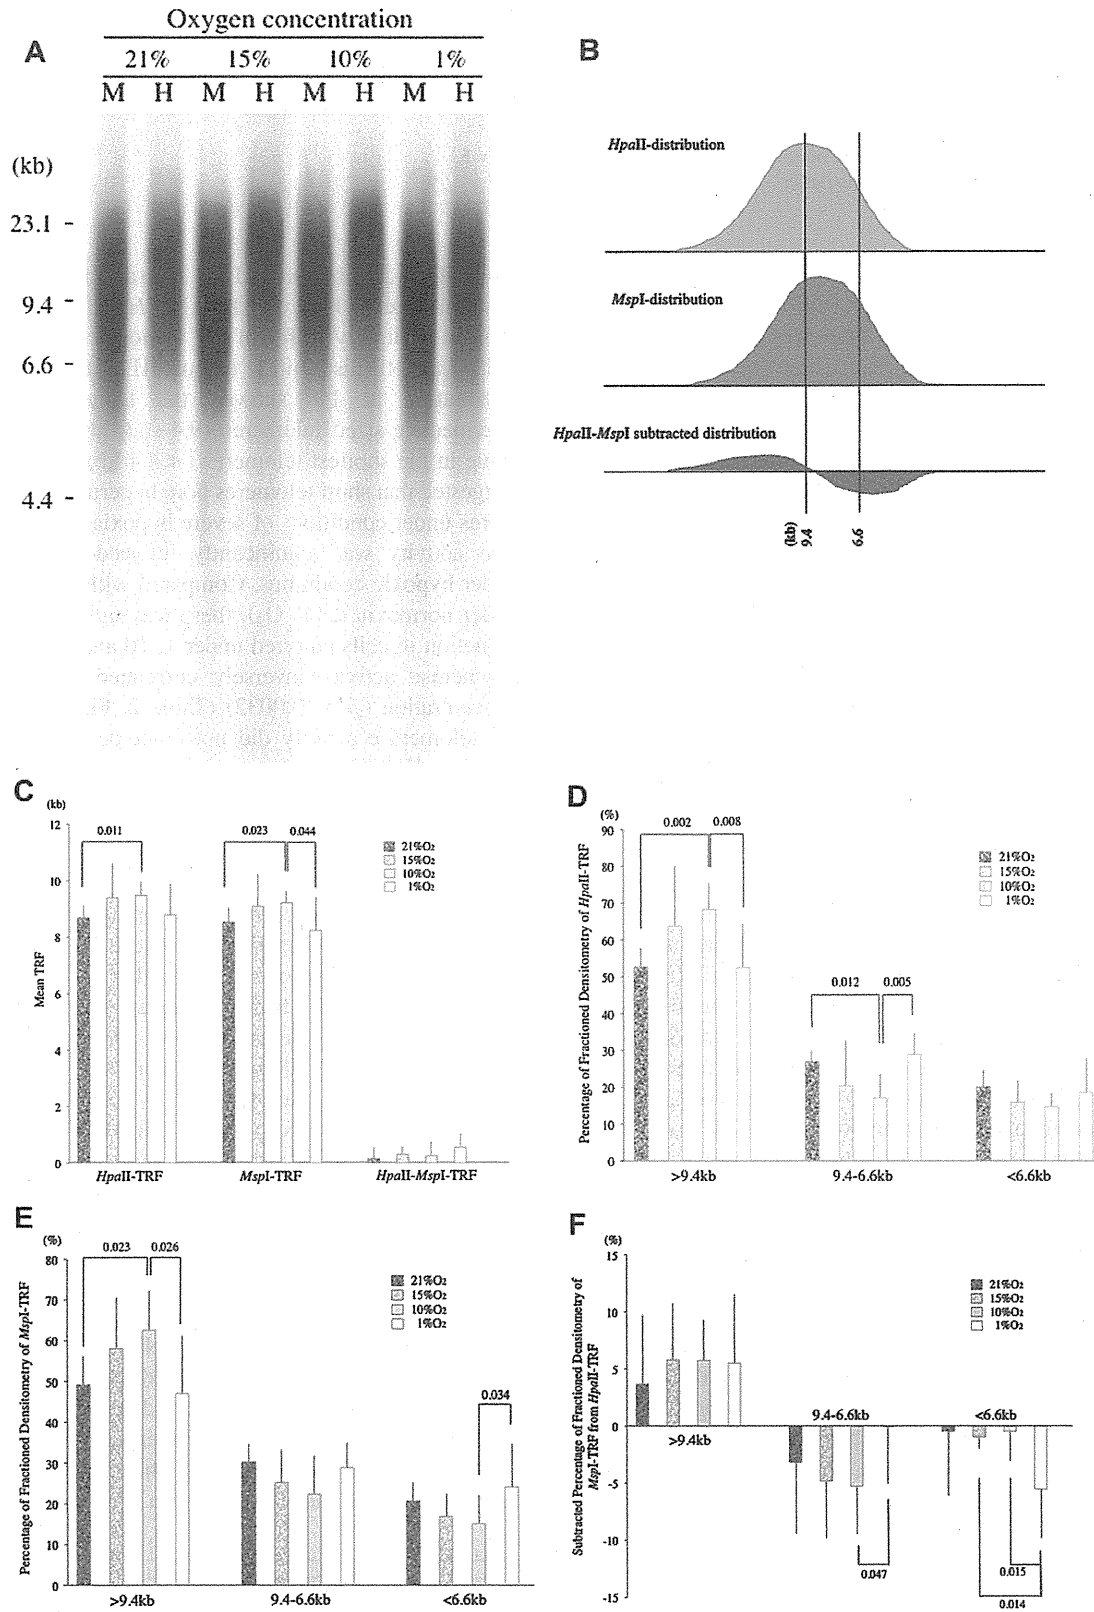 Oxygen concentration
A
21% 15% 10% 1%
M H M H M H M H
(kb)
23.1 -
9.4 -
6.6 -
4.4 -
B
HpaII-distribution
MspI-distribution
HpaII-MspI subtracted distribution
(kb)
9.4
6.6
C
(kb)
12
10
8
6
4
2
0
Mean TRF
0.011
0.023
0.044
21%O2
15%O2
10%O2
1%O2
HpaII-TRF
MspI-TRF
HpaII-MspI-TRF
D
(%)
90
80
70
60
50
40
30
20
10
0
Percentage of Fractioned Densitometry of HpaII-TRF
0.002
0.008
0.012
0.005
21%O2
15%O2
10%O2
1%O2
>9.4kb
9.4-6.6kb
<6.6kb
E
(%)
80
70
60
50
40
30
20
10
0
Percentage of Fractioned Densitometry of MspI-TRF
0.023
0.026
0.034
21%O2
15%O2
10%O2
1%O2
>9.4kb
9.4-6.6kb
<6.6kb
F
(%)
15
10
5
0
-5
-10
-15
Subtracted Percentage of Fractioned Densitometry of
MspI-TRF from HpaII-TRF
21%O2
15%O2
10%O2
1%O2
>9.4kb
9.4-6.6kb
<6.6kb
0.047
0.015
0.014